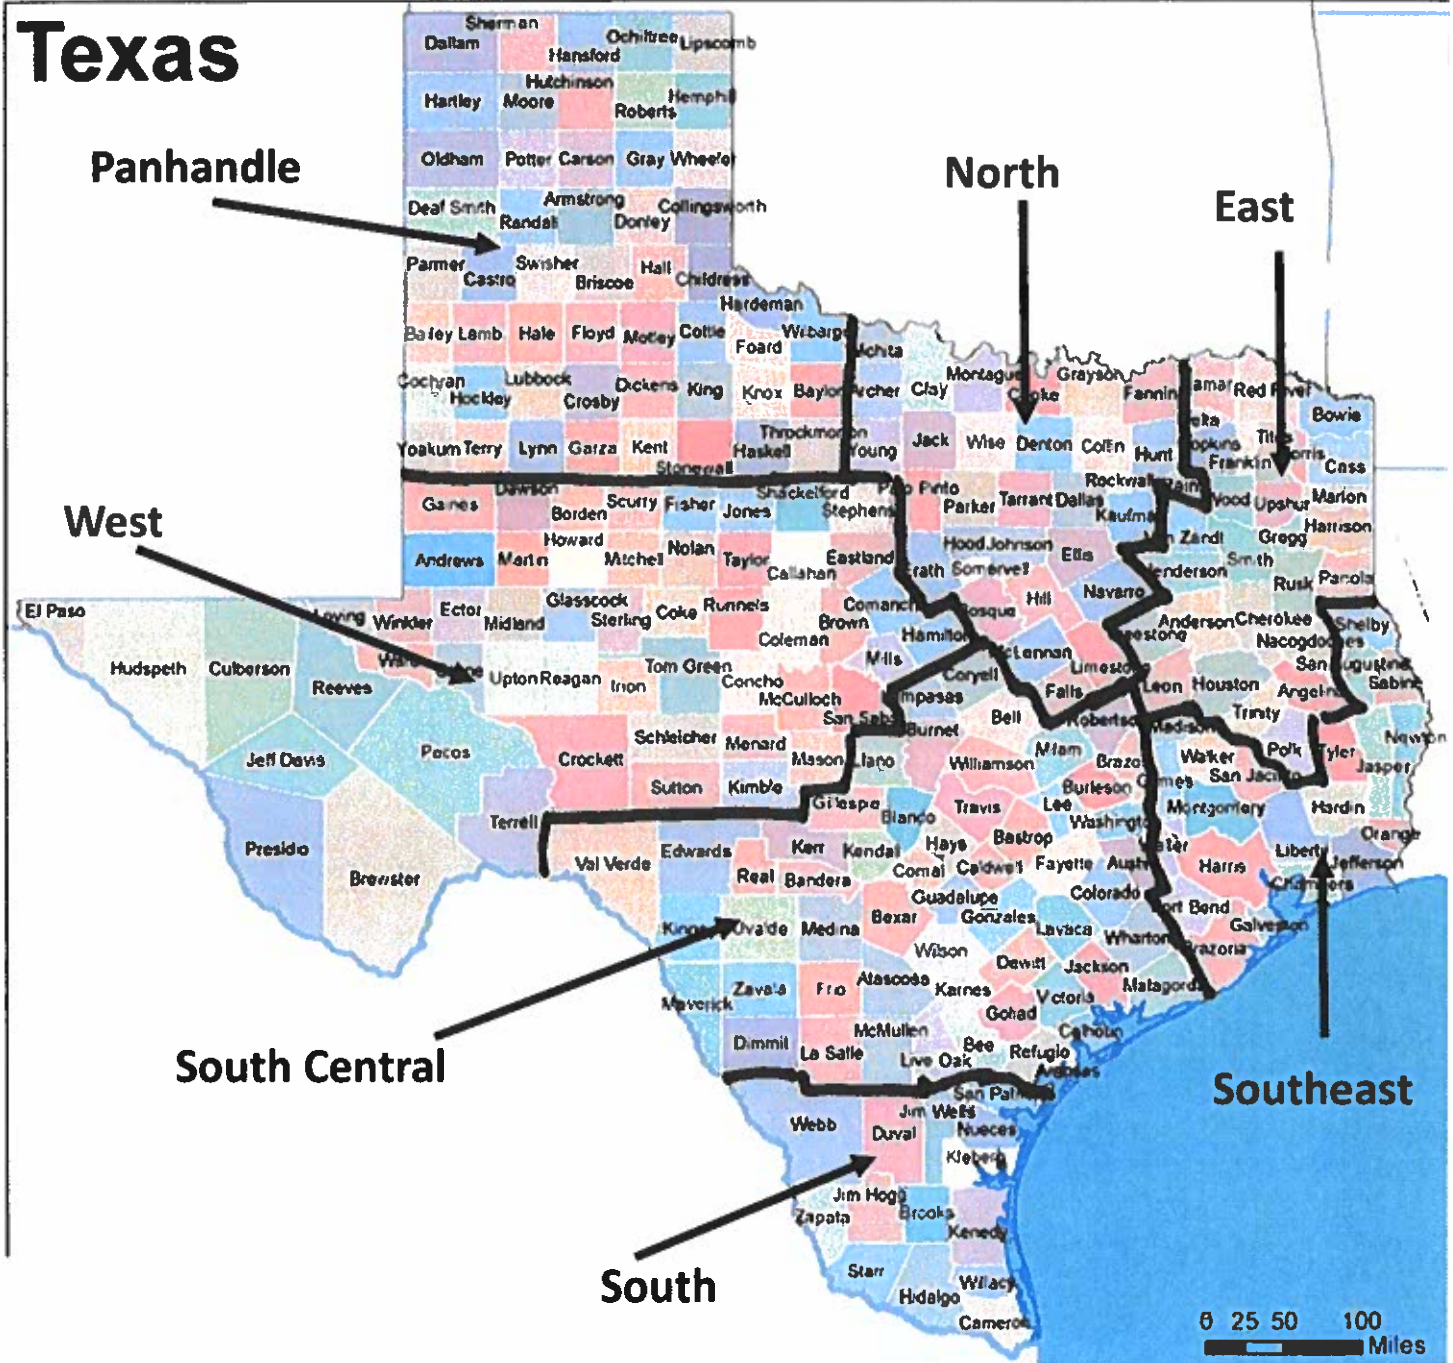 Texas
Sherman
Dallam
Hansford
Ochiltree
Lipscomb
Hutchinson
Hartley
Moore
Roberts
Hemphill
Panhandle
Oldham
Potter
Carson
Gray
Wheeler
North
East
Deaf Smith
Randall
Armstrong
Donley
Collingsworth
Parmer
Castro
Swisher
Briscoe
Hall
Childress
Hardeman
Bailey
Lamb
Hale
Floyd
Motley
Cottle
Foard
Wilbarge
Cochran
Hockley
Lubbock
Crosby
Dickens
King
Knox
Baylor
Archer
Clay
Montague
Cooke
Grayson
Fannin
Lamar
Red River
Bowie
Yoakum
Terry
Lynn
Garza
Kent
Stonewall
Haskell
Throckmorton
Young
Jack
Wise
Denton
Collin
Hunt
Hopkins
Franklin
Titus
Morris
Cass
West
Gaines
Dawson
Borden
Scurry
Fisher
Jones
Shackelford
Stephens
Palo Pinto
Parker
Tarrant
Dallas
Rockwall
Kaufman
Wood
Upshur
Marion
Harrison
Andrews
Martin
Howard
Mitchell
Nolan
Taylor
Callahan
Eastland
Erath
Hood
Johnson
Somervell
Ellis
Van Zandt
Smith
Gregg
Rusk
Panola
El Paso
Loving
Winkler
Ector
Midland
Glasscock
Sterling
Coke
Runnels
Coleman
Brown
Comanche
Hamilton
Bosque
Hill
Navarro
Henderson
Anderson
Cherokee
Shelby
Hudspeth
Culberson
Reeves
Ward
Upton
Reagan
Irion
Tom Green
Concho
McCulloch
Mills
San Saba
Coryell
McLennan
Limestone
Freestone
Leon
Houston
Nacogdoches
San Augustine
Angelina
Sabine
Jeff Davis
Pecos
Crockett
Schleicher
Menard
Mason
Llano
Burnet
Bell
Falls
Robertson
Madison
Trinity
Polk
Tyler
Newton
Jasper
Sutton
Kimble
Gillespie
Blanco
Williamson
Milam
Brazos
Burleson
Grimes
Walker
San Jacinto
Presidio
Brewster
Terrell
Val Verde
Edwards
Kerr
Kendall
Real
Bandera
Comal
Hays
Travis
Caldwell
Bastrop
Lee
Fayette
Washington
Austin
Waller
Montgomery
Harris
Liberty
Hardin
Orange
Jefferson
Chambers
Uvalde
Medina
Bexar
Guadalupe
Gonzales
Colorado
Lavaca
Wharton
Fort Bend
Galveston
Brazoria
Wilson
Maverick
Zavala
Frio
Atascosa
Karnes
Dewitt
Jackson
Victoria
Matagorda
Goliad
South Central
Dimmit
La Salle
McMullen
Live Oak
Bee
Refugio
Calhoun
Aransas
Southeast
Webb
Duval
Jim Wells
San Patricio
Nueces
Kleberg
Zapata
Jim Hogg
Brooks
Kenedy
South
Starr
Hidalgo
Willacy
Cameron
0 25 50 100
Miles